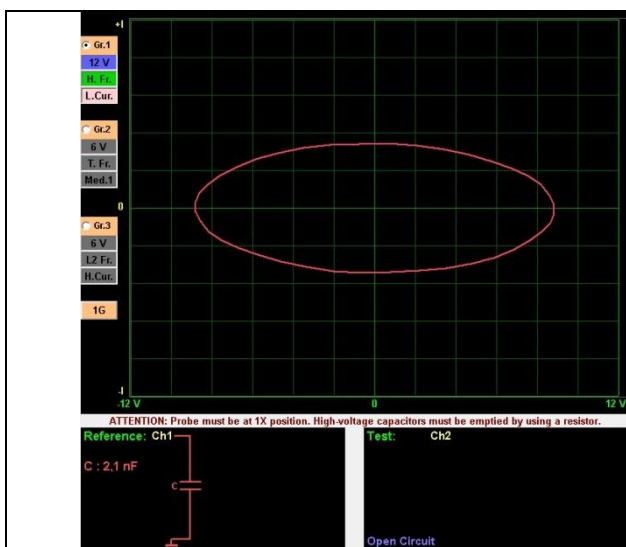 +I
Gr.1
12 V
H. Fr.
L.Cur.
Gr.2
6 V
T. Fr.
Med.1
0
Gr.3
6 V
L2 Fr.
H.Cur.
1G
-I
-12 V
0
12 V
ATTENTION: Probe must be at 1X position. High-voltage capacitors must be emptied by using a resistor.
Reference: Ch1
C : 2,1 nF
C
Test: Ch2
Open Circuit